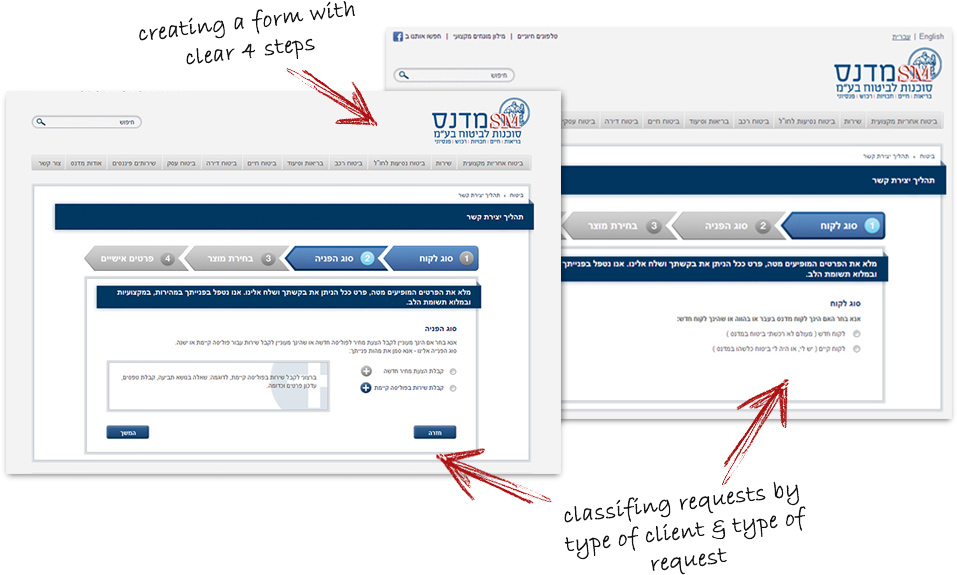 creating a form with
clear 4 steps
טלפונים חיוניים | מילון מונחים מקצועי | חפשו אותנו ב
עברית | English
חיפוש
SM מדנס
סוכנות לביטוח בע"מ
בריאות | חיים | חבויות | רכוש | פנסיוני
ביטוח אחריות מקצועית | שירות | ביטוח נסיעות לחו"ל | ביטוח רכב | בריאות וסיעוד | ביטוח חיים | ביטוח דירה | ביטוח עסקי
ביטוח ‹ תהליך יצירת קשר
תהליך יצירת קשר
1 סוג לקוח
2 סוג הפניה
3 בחירת מוצר
מלא את הפרטים המופיעים מטה, פרט ככל הניתן את בקשתך ושלח אלינו. אנו נטפל בפנייתך במהירות, במקצועיות
ובמלוא תשומת הלב.
סוג לקוח
אנא בחר האם הינך לקוח מדנס בעבר או בהווה או שהינך לקוח חדש:
לקוח חדש ( מעולם לא רכשתי ביטוח במדנס )
לקוח קיים ( יש לי, או היה לי ביטוח כלשהו במדנס )
חיפוש
SM מדנס
סוכנות לביטוח בע"מ
בריאות | חיים | חבויות | רכוש | פנסיוני
ביטוח אחריות מקצועית | שירות | ביטוח נסיעות לחו"ל | ביטוח רכב | בריאות וסיעוד | ביטוח חיים | ביטוח דירה | ביטוח עסק | שירותים פיננסים | אודות מדנס | צור קשר
ביטוח ‹ תהליך יצירת קשר
תהליך יצירת קשר
1 סוג לקוח
2 סוג הפניה
3 בחירת מוצר
4 פרטים אישיים
מלא את הפרטים המופיעים מטה, פרט ככל הניתן את בקשתך ושלח אלינו. אנו נטפל בפנייתך במהירות, במקצועיות
ובמלוא תשומת הלב.
סוג הפניה
אנא בחר אם הינך מעוניין לקבל הצעת מחיר לפוליסה חדשה או שהינך מעוניין לקבל שירות עבור פוליסה קיימת או ישנה.
סוג הפנייה אלינו - אנא סמן את מהות פנייתך:
קבלת הצעת מחיר חדשה
קבלת שירות בפוליסה קיימת
ברצוני לקבל שירות בפוליסה קיימת, לדוגמה: שאלה בנושא תביעה, קבלת טפסים,
עדכון פרטים וכדומה.
חזרה
המשך
classifing requests by
type of client & type of
request